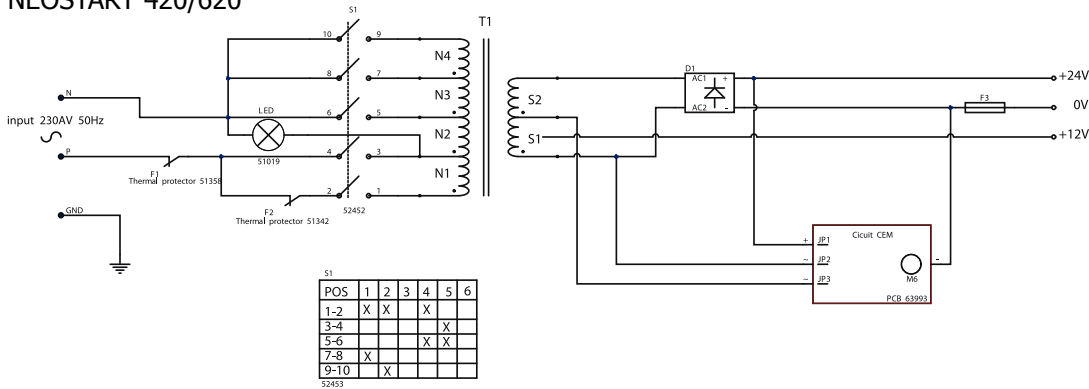 NEOSTART 420/620
S1
T1
10
9
N4
8
7
D1
AC1
+
+24V
N
N3
S2
AC2
-
F3
0V
LED
6
5
input 230AV 50Hz
N2
S1
+12V
P
51019
4
3
F1
Thermal protector 51358
N1
2
1
F2
52452
Thermal protector 51342
GND
Cicuit CEM
+
JP1
~
JP2
-
~
JP3
M6
PCB 63993
S1
POS 1 2 3 4 5 6
1-2 X X X
3-4 X
5-6 X X
7-8 X
9-10 X
52453